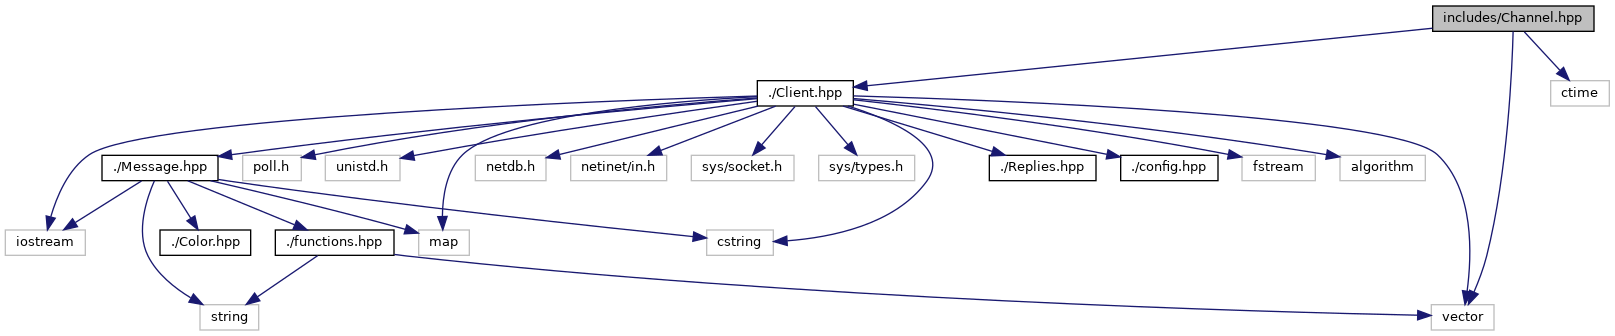 includes/Channel.hpp
./Client.hpp
ctime
./Message.hpp
poll.h
unistd.h
netdb.h
netinet/in.h
sys/socket.h
sys/types.h
./Replies.hpp
./config.hpp
fstream
algorithm
iostream
./Color.hpp
./functions.hpp
map
cstring
string
vector